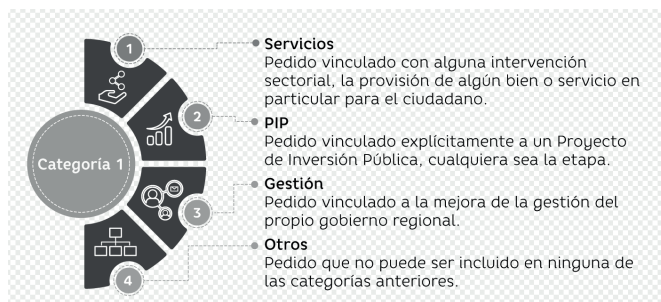 Categoría 1
1
Servicios
Pedido vinculado con alguna intervención
sectorial, la provisión de algún bien o servicio en
particular para el ciudadano.
2
PIP
Pedido vinculado explícitamente a un Proyecto
de Inversión Pública, cualquiera sea la etapa.
3
Gestión
Pedido vinculado a la mejora de la gestión del
propio gobierno regional.
4
Otros
Pedido que no puede ser incluido en ninguna de
las categorías anteriores.